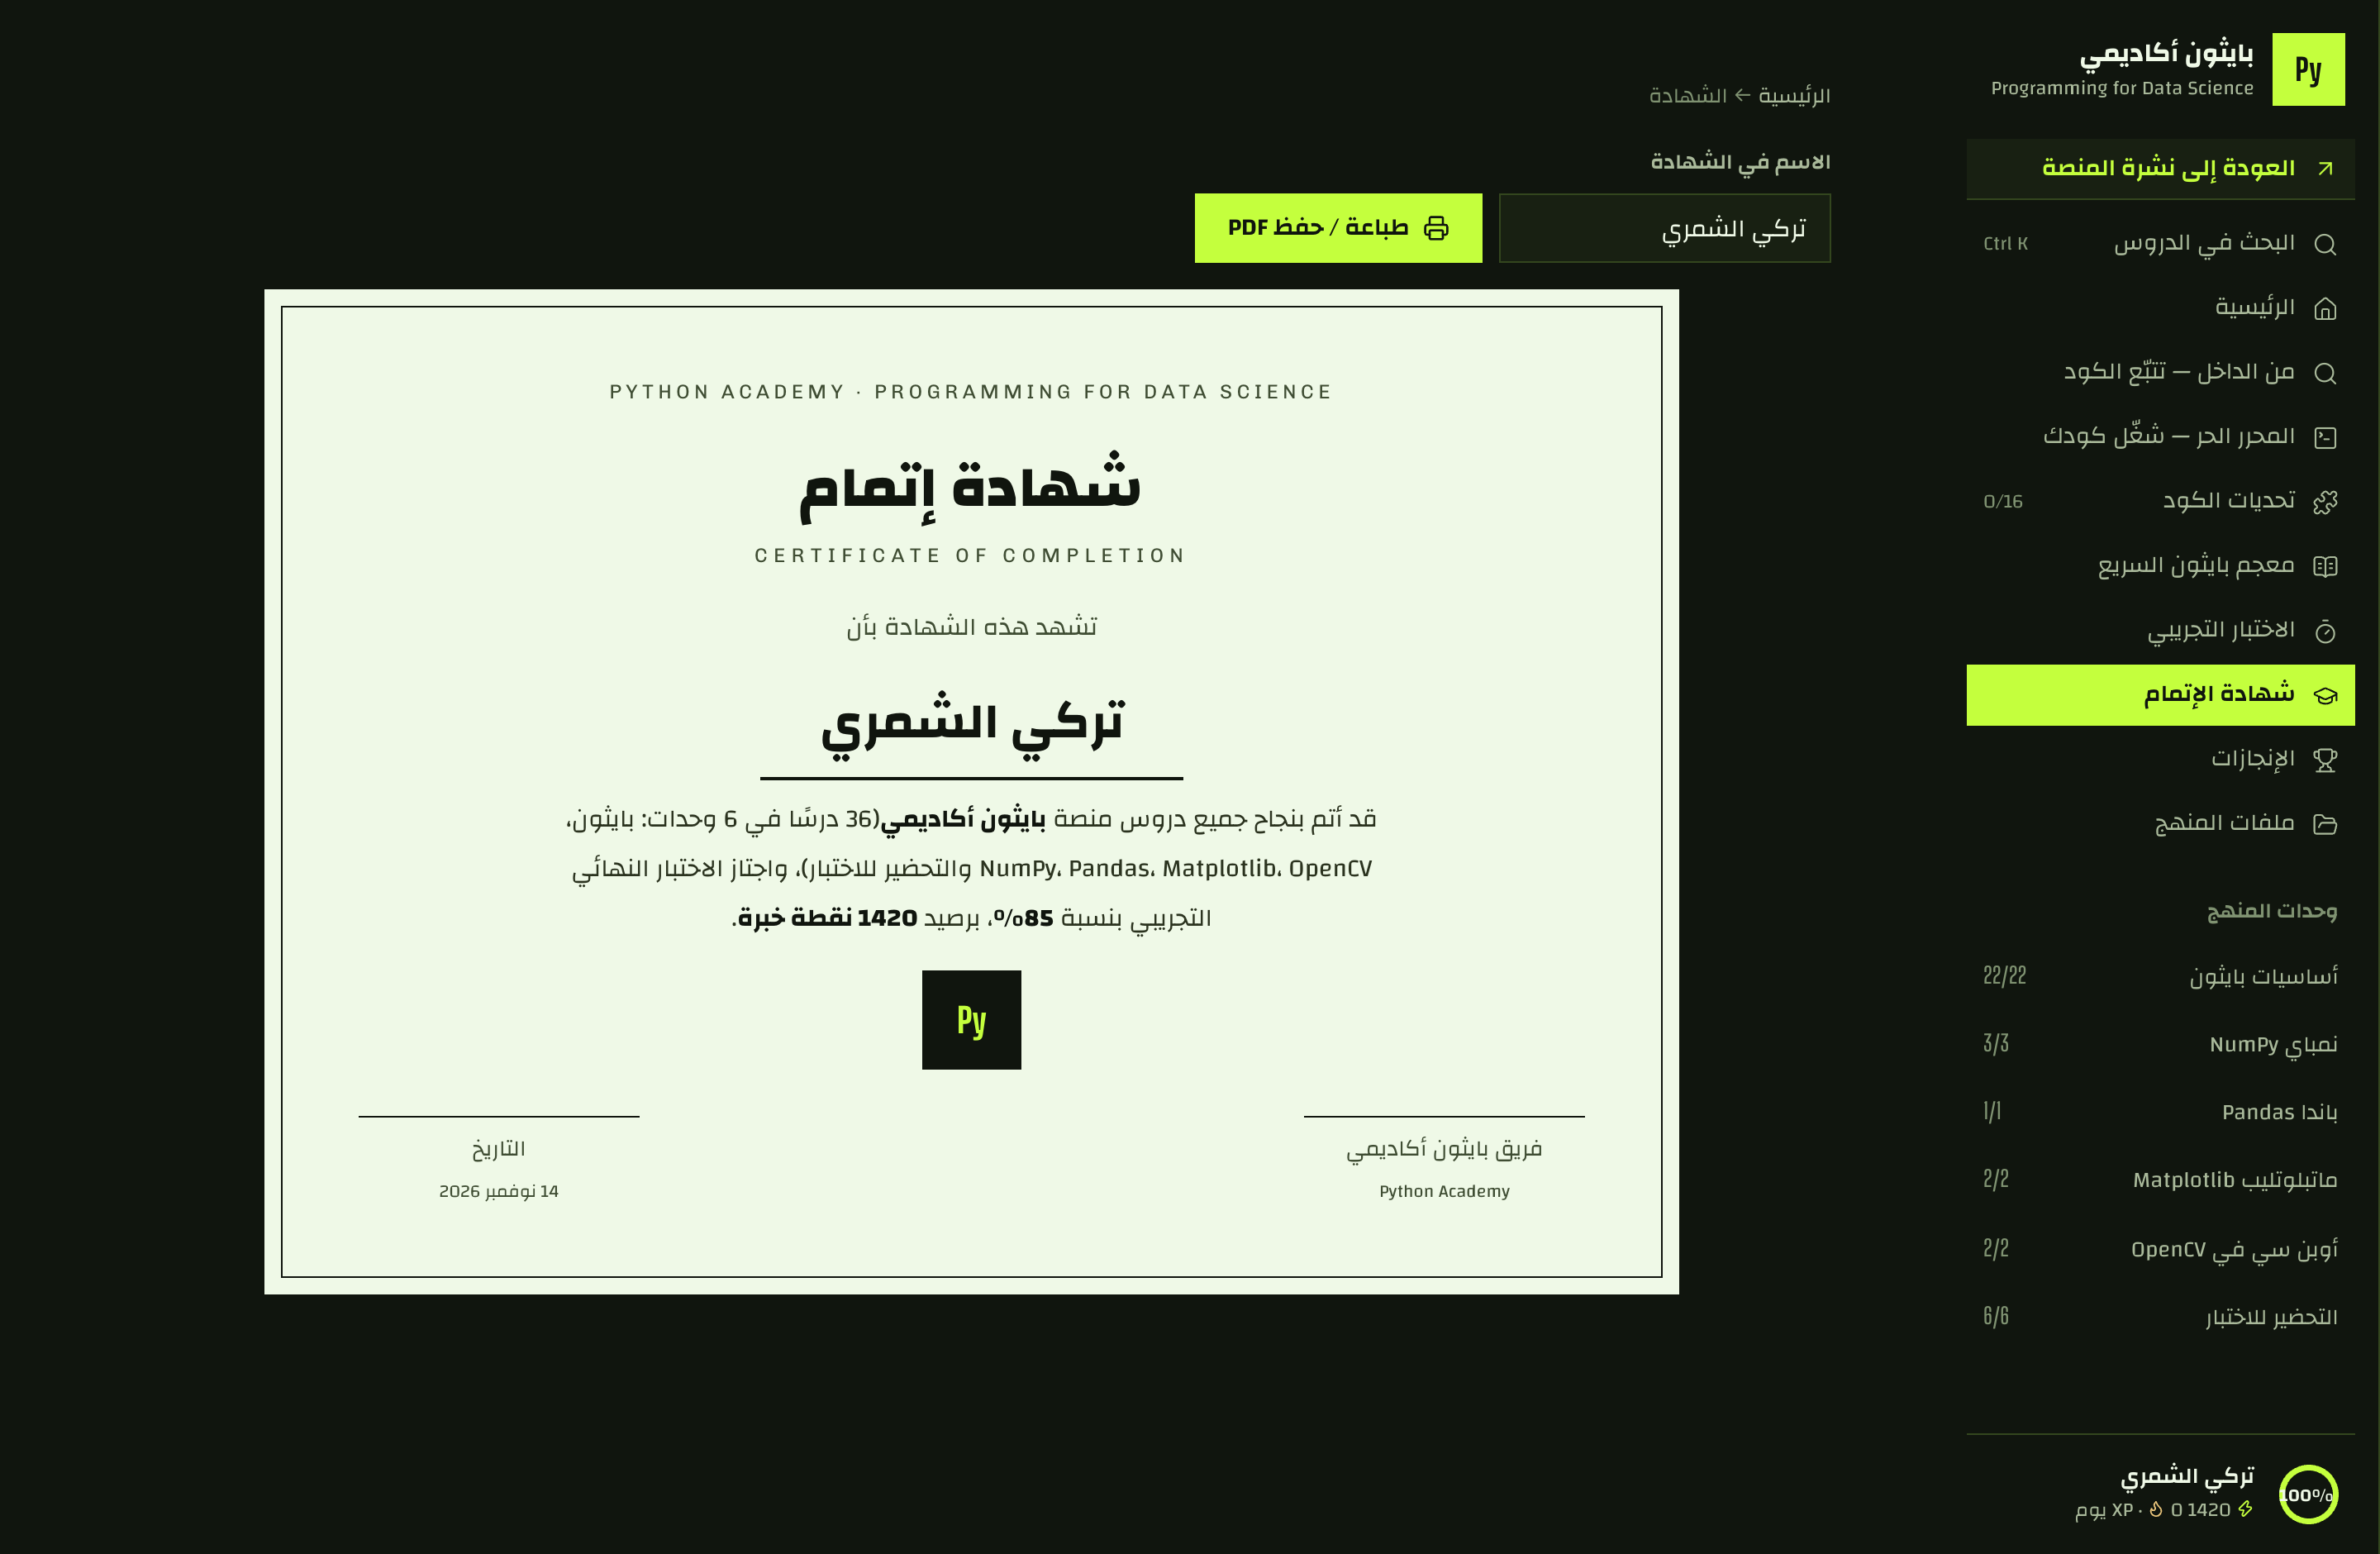 Py
بايثون أكاديمي
Programming for Data Science
العودة إلى نشرة المنصة
البحث في الدروس Ctrl K
الرئيسية
من الداخل — تتبّع الكود
المحرر الحر — شغّل كودك
تحديات الكود 0/16
معجم بايثون السريع
الاختبار التجريبي
شهادة الإتمام
الإنجازات
ملفات المنهج
وحدات المنهج
أساسيات بايثون 22/22
نمباي NumPy 3/3
باندا Pandas 1/1
ماتبلوتليب Matplotlib 2/2
أوبن سي في OpenCV 2/2
التحضير للاختبار 6/6
100%
تركي الشمري
1420 XP · 0 يوم
الرئيسية ← الشهادة
الاسم في الشهادة
تركي الشمري
طباعة / حفظ PDF
PYTHON ACADEMY · PROGRAMMING FOR DATA SCIENCE
شهادة إتمام
CERTIFICATE OF COMPLETION
تشهد هذه الشهادة بأن
تركي الشمري
قد أتم بنجاح جميع دروس منصة بايثون أكاديمي (36 درسًا في 6 وحدات: بايثون،
NumPy، Pandas، Matplotlib، OpenCV والتحضير للاختبار)، واجتاز الاختبار النهائي
التجريبي بنسبة 85%، برصيد 1420 نقطة خبرة.
Py
فريق بايثون أكاديمي
Python Academy
التاريخ
14 نوفمبر 2026